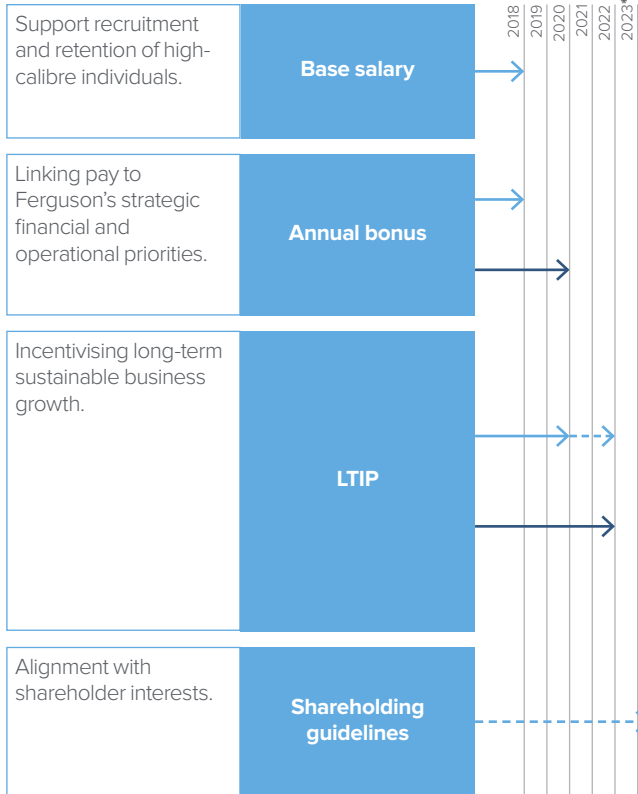 2018
2019
2020
2021
2022
2023*
Support recruitment
and retention of high-
calibre individuals.
Base salary
Linking pay to
Ferguson’s strategic
financial and
operational priorities.
Annual bonus
Incentivising long-term
sustainable business
growth.
LTIP
Alignment with
shareholder interests.
Shareholding
guidelines